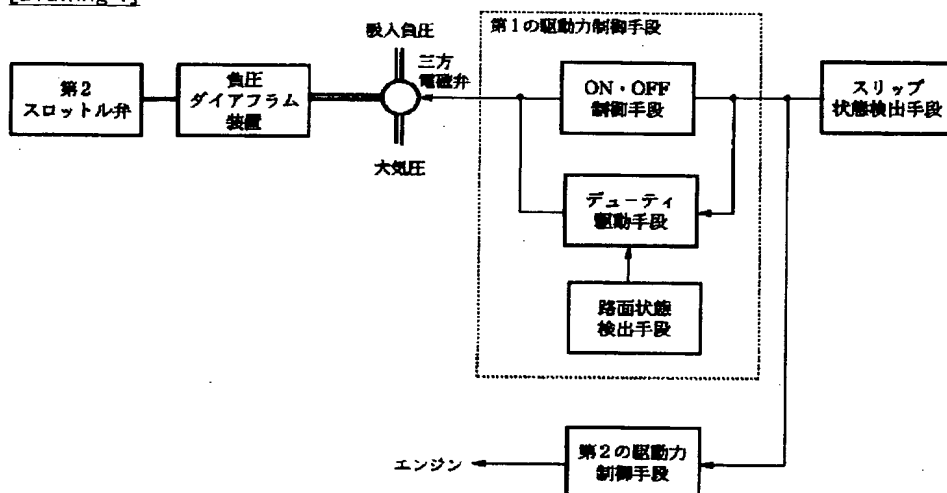 [Drawing 1]
吸入負圧
第1の駆動力制御手段
三方
電磁弁
第2
スロットル弁
負圧
ダイアフラム
装置
ON・OFF
制御手段
スリップ
状態検出手段
大気圧
デューティ
駆動手段
路面状態
検出手段
エンジン
第2の駆動力
制御手段